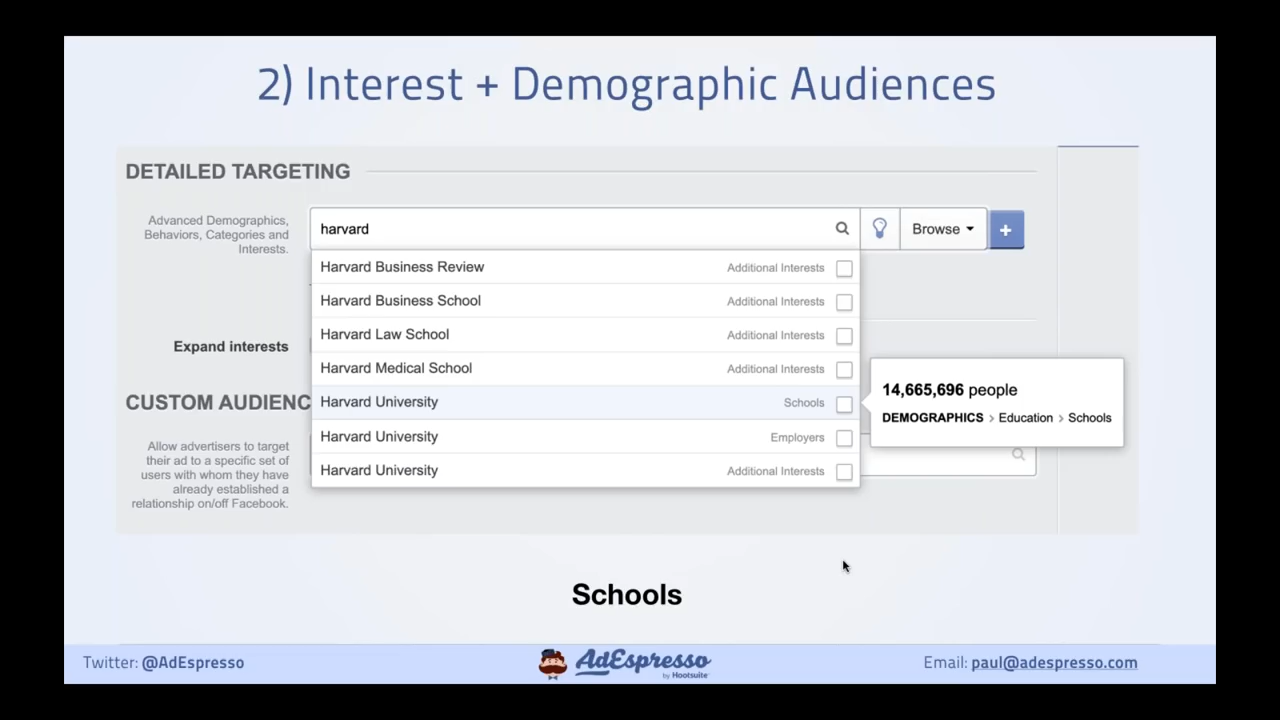 2) Interest + Demographic Audiences
DETAILED TARGETING
Advanced Demographics,
Behaviors, Categories and
Interests.
harvard
Browse
+
Harvard Business Review Additional Interests
Harvard Business School Additional Interests
Harvard Law School Additional Interests
Expand interests
Harvard Medical School Additional Interests
14,665,696 people
DEMOGRAPHICS > Education > Schools
CUSTOM AUDIENC
Harvard University Schools
Harvard University Employers
Harvard University Additional Interests
Allow advertisers to target
their ad to a specific set of
users with whom they have
already established a
relationship on/off Facebook.
Schools
Twitter: @AdEspresso
AdEspresso
by Hootsuite
Email: paul@adespresso.com